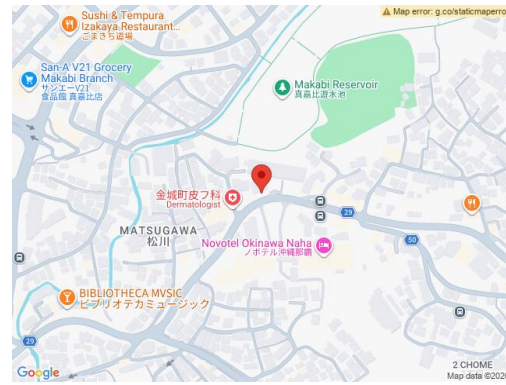 Sushi & Tempura
Izakaya Restaurant...
ごまきち道場
Map error: g.co/staticmaperro
San-A V21 Grocery
Makabi Branch
サンエーV21
食品館 真嘉比店
Makabi Reservoir
真嘉比遊水池
金城町皮フ科
Dermatologist
29
MATSUGAWA
松川
Novotel Okinawa Naha
ノボテル沖縄那覇
50
BIBLIOTHECA MVSIC
ビブリオテカミュージック
29
Google
2 CHOME
Map data ©2026